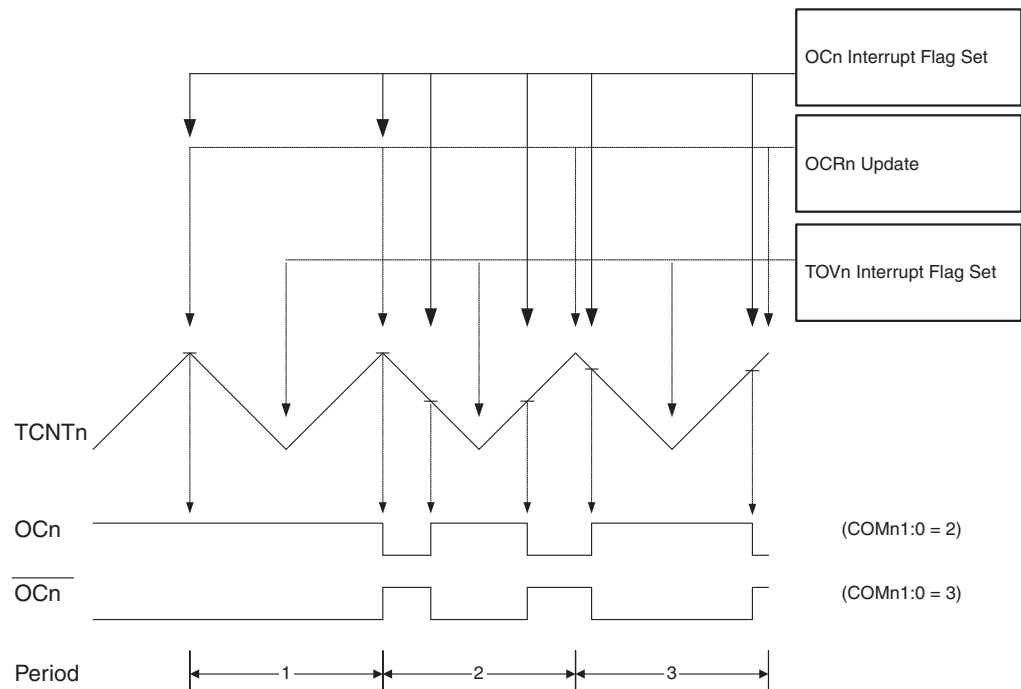 OCn Interrupt Flag Set
OCRn Update
TOVn Interrupt Flag Set
TCNTn
OCn (COMn1:0 = 2)
OCn (COMn1:0 = 3)
Period 1 2 3